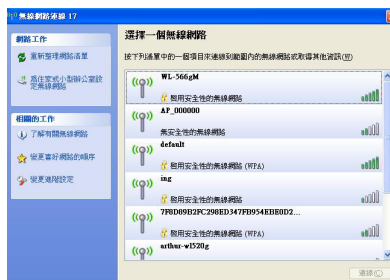 無線網路連線 17
網路工作
重新整理網路清單
為住家或小型辦公室設定無線網路
相關的工作
了解有關無線網路
變更喜好網路的順序
變更進階設定
選擇一個無線網路
按下列清單中的一個項目來連線到範圍內的無線網路或取得其他資訊(W)
WL-566gM
啟用安全性的無線網路
AP_000000
無安全性的無線網路
default
啟用安全性的無線網路 (WPA)
ing
啟用安全性的無線網路 (WPA)
7F8D89B2FC298ED347FB954EBE0D2...
啟用安全性的無線網路 (WPA)
arthur-wl520g
連線(C)